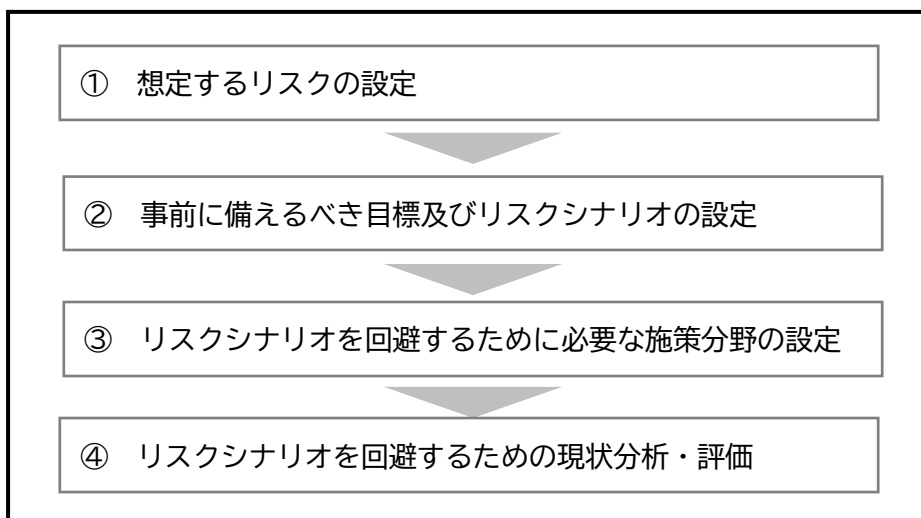 ① 想定するリスクの設定
② 事前に備えるべき目標及びリスクシナリオの設定
③ リスクシナリオを回避するために必要な施策分野の設定
④ リスクシナリオを回避するための現状分析・評価